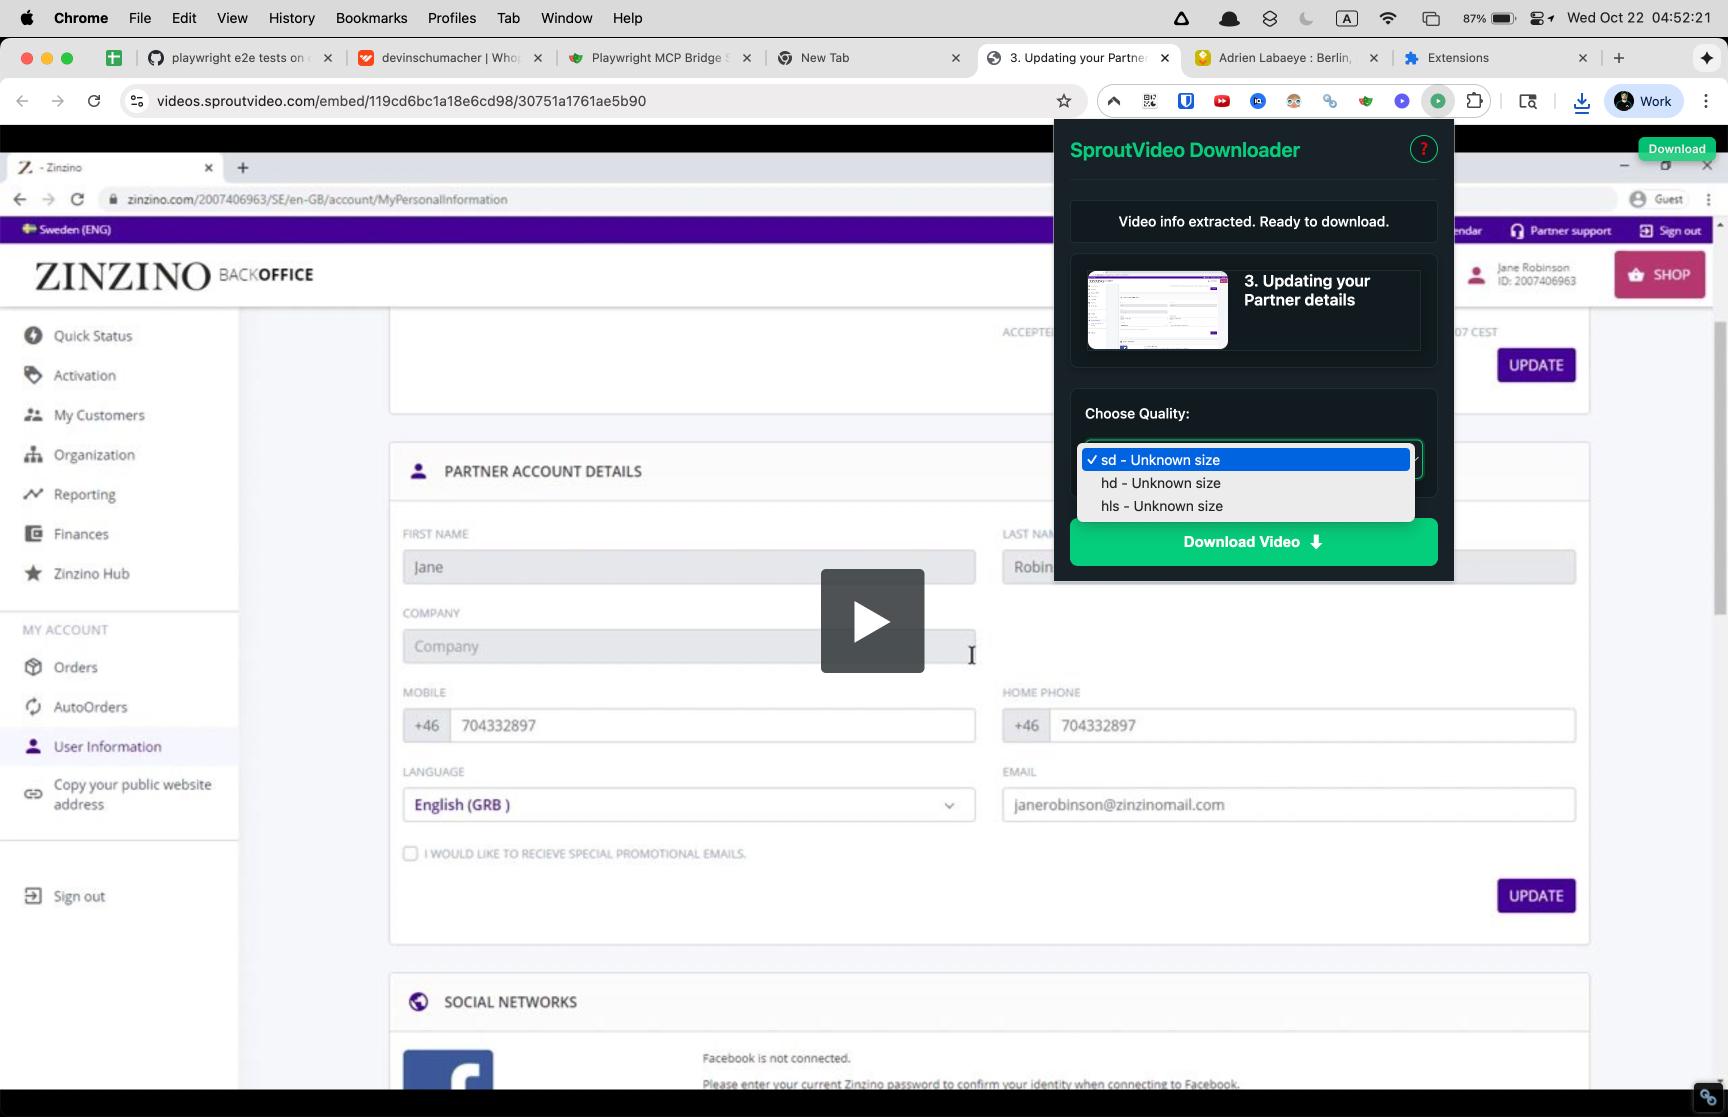 Chrome File Edit View History Bookmarks Profiles Tab Window Help
A 87% Wed Oct 22 04:52:21
playwright e2e tests on
devinschumacher | Whop
Playwright MCP Bridge S
New Tab
3. Updating your Partner
Adrien Labaeye : Berlin,
Extensions
videos.sproutvideo.com/embed/119cd6bc1a18e6cd98/30751a1761ae5b90
Work
Z. - Zinzino
zinzino.com/2007406963/SE/en-GB/account/MyPersonalInformation
Guest
Sweden (ENG)
endar Partner support Sign out
ZINZINO BACKOFFICE
Jane Robinson
ID: 2007406963
SHOP
Quick Status
Activation
My Customers
Organization
Reporting
Finances
Zinzino Hub
MY ACCOUNT
Orders
AutoOrders
User Information
Copy your public website
address
Sign out
ACCEPTE
07 CEST
UPDATE
PARTNER ACCOUNT DETAILS
FIRST NAME
Jane
LAST NAM
Robin
COMPANY
Company
MOBILE
+46 704332897
HOME PHONE
+46 704332897
LANGUAGE
English (GRB )
EMAIL
janerobinson@zinzinomail.com
I WOULD LIKE TO RECIEVE SPECIAL PROMOTIONAL EMAILS.
UPDATE
SOCIAL NETWORKS
Facebook is not connected.
Please enter your current Zinzino password to confirm your identity when connecting to Facebook.
Download
SproutVideo Downloader
?
Video info extracted. Ready to download.
3. Updating your
Partner details
Choose Quality:
✓ sd - Unknown size
hd - Unknown size
hls - Unknown size
Download Video